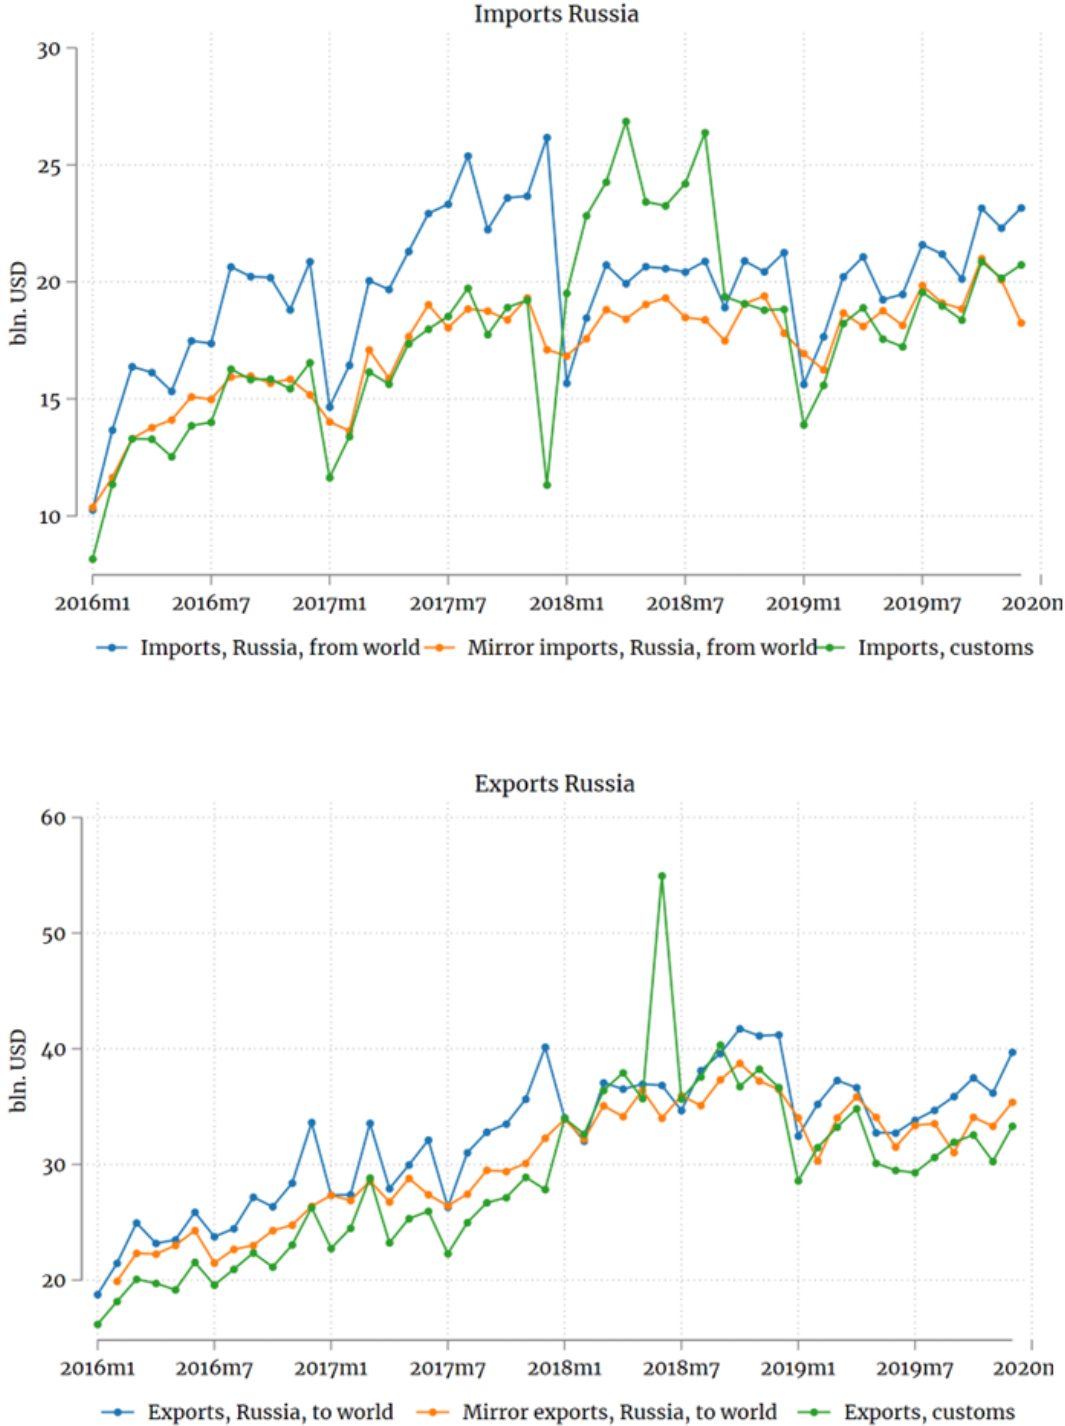 Imports Russia
30
25
20
15
10
bln. USD
2016m1 2016m7 2017m1 2017m7 2018m1 2018m7 2019m1 2019m7 2020n
Imports, Russia, from world Mirror imports, Russia, from world Imports, customs
Exports Russia
60
50
40
30
20
bln. USD
2016m1 2016m7 2017m1 2017m7 2018m1 2018m7 2019m1 2019m7 2020n
Exports, Russia, to world Mirror exports, Russia, to world Exports, customs